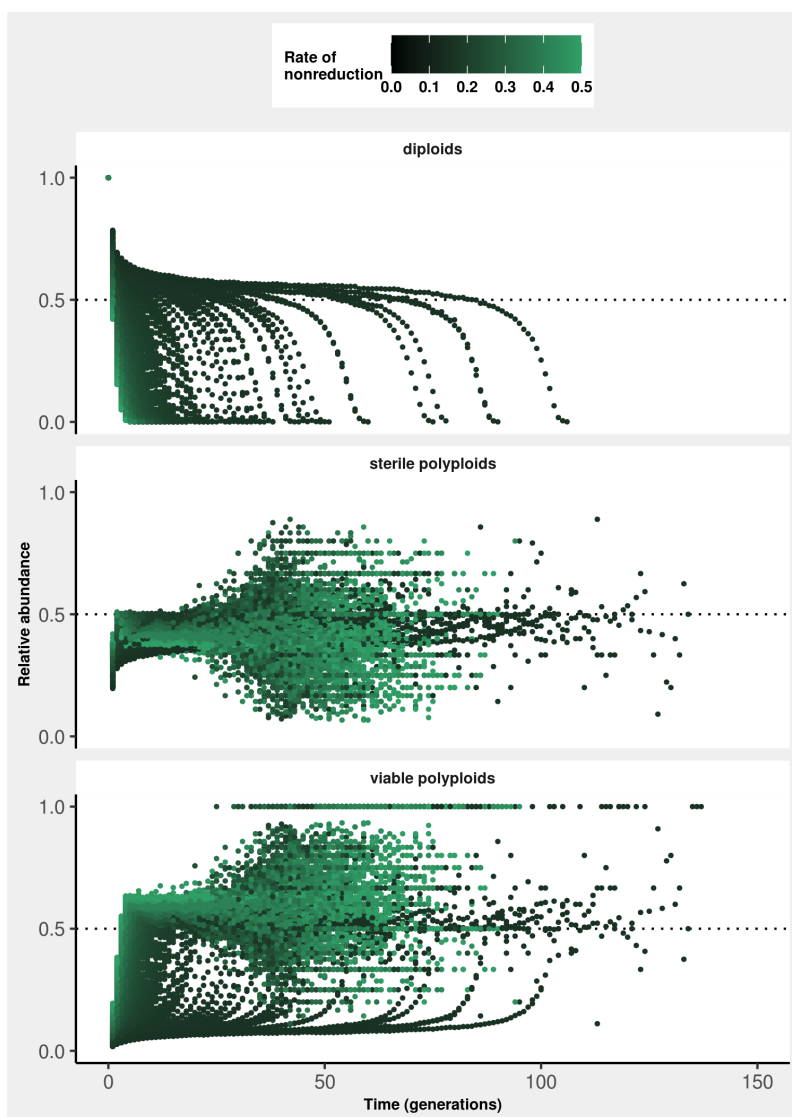 Rate of
nonreduction
0.0 0.1 0.2 0.3 0.4 0.5
diploids
1.0
0.5
0.0
sterile polyploids
1.0
0.5
0.0
Relative abundance
viable polyploids
1.0
0.5
0.0
0 50 100 150
Time (generations)